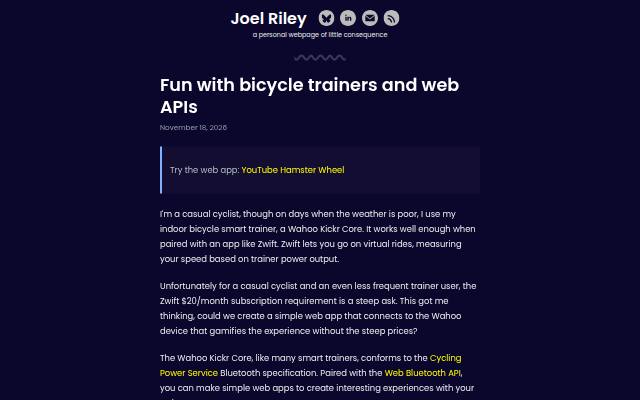 Joel Riley
a personal webpage of little consequence
Fun with bicycle trainers and web
APIs
November 18, 2026
Try the web app: YouTube Hamster Wheel
I'm a casual cyclist, though on days when the weather is poor, I use my
indoor bicycle smart trainer, a Wahoo Kickr Core. It works well enough when
paired with an app like Zwift. Zwift lets you go on virtual rides, measuring
your speed based on trainer power output.
Unfortunately for a casual cyclist and an even less frequent trainer user, the
Zwift $20/month subscription requirement is a steep ask. This got me
thinking, could we create a simple web app that connects to the Wahoo
device that gamifies the experience without the steep prices?
The Wahoo Kickr Core, like many smart trainers, conforms to the Cycling
Power Service Bluetooth specification. Paired with the Web Bluetooth API,
you can make simple web apps to create interesting experiences with your